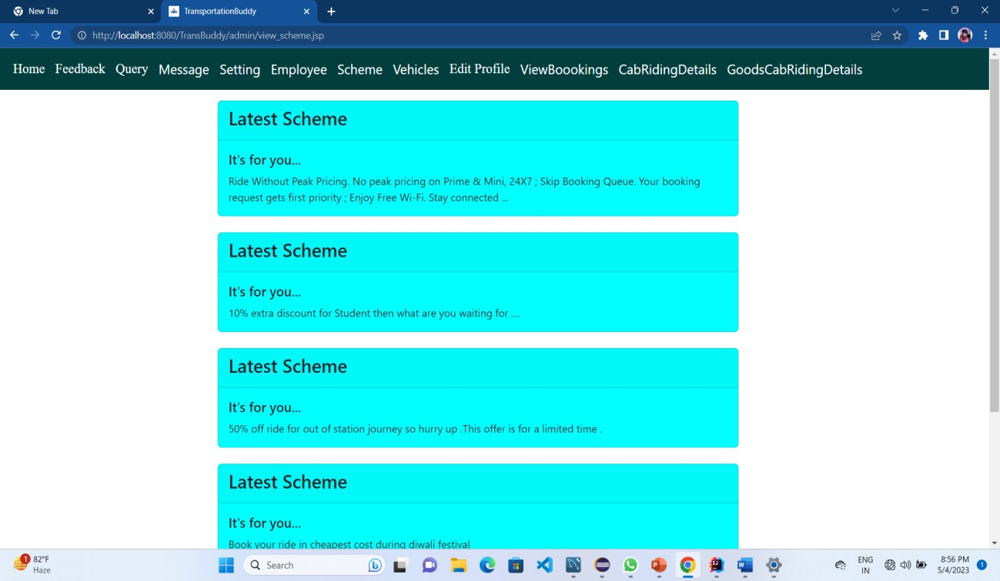 New Tab
TransportationBuddy
http://localhost:8080/TransBuddy/admin/view_scheme.jsp
Home Feedback Query Message Setting Employee Scheme Vehicles Edit Profile ViewBoookings CabRidingDetails GoodsCabRidingDetails
Latest Scheme
It's for you...
Ride Without Peak Pricing. No peak pricing on Prime & Mini, 24X7 ; Skip Booking Queue. Your booking
request gets first priority ; Enjoy Free Wi-Fi. Stay connected ...
Latest Scheme
It's for you...
10% extra discount for Student then what are you waiting for ....
Latest Scheme
It's for you...
50% off ride for out of station journey so hurry up .This offer is for a limited time .
Latest Scheme
It's for you...
Book your ride in cheapest cost during diwali festival
1
82°F
Haze
Search
ENG
IN
8:56 PM
5/4/2023
1